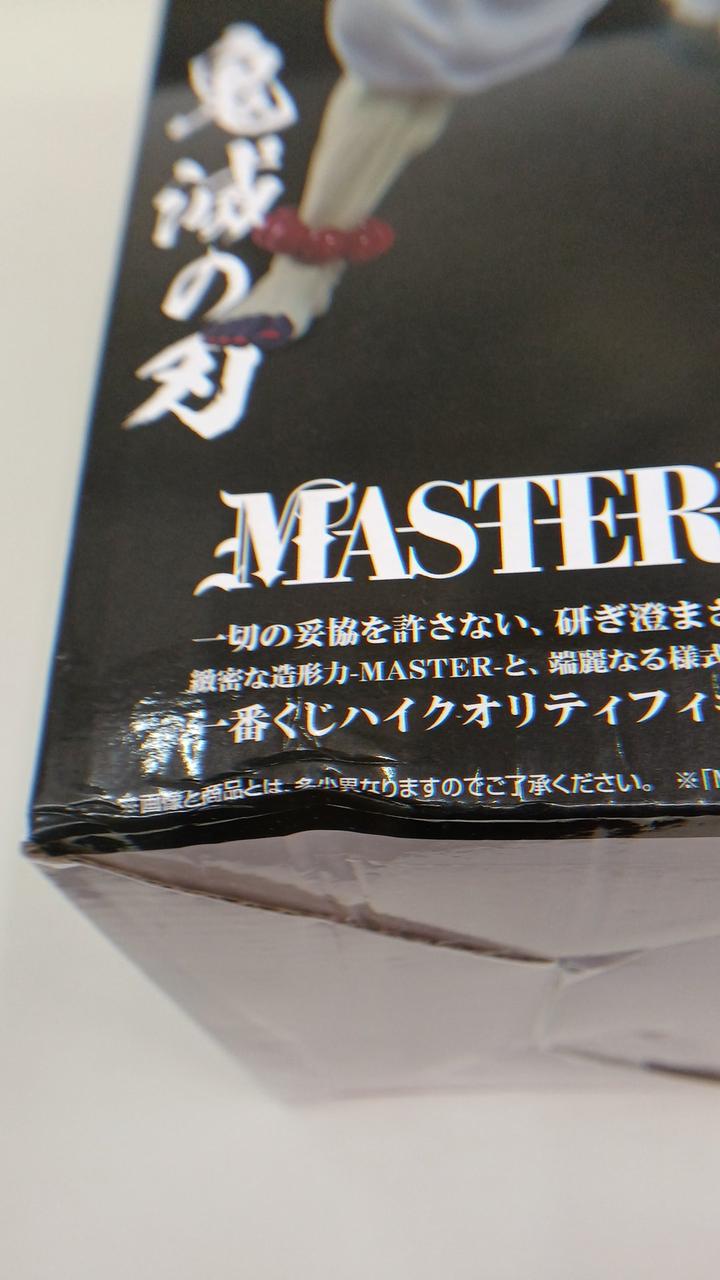 鬼滅の刃
MASTER
一切の妥協を許さない、研ぎ澄まさ
緻密な造形力-MASTER-と、端麗なる様式
一番くじハイクオリティフィ
※画像と商品とは、多少異なりますのでご了承ください。 ※「M